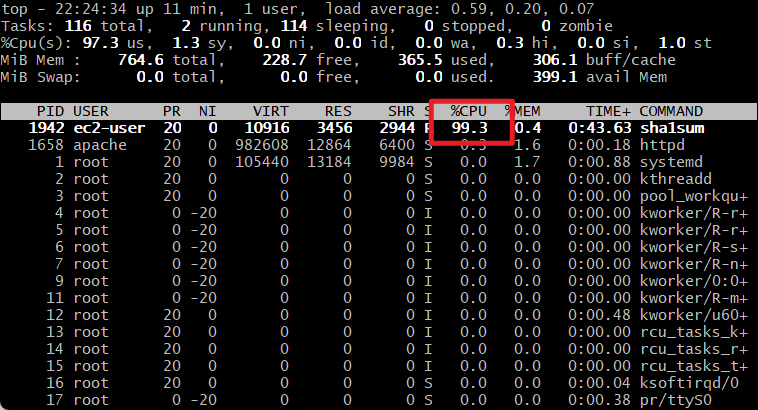 top - 22:24:34 up 11 min,  1 user,  load average: 0.59, 0.20, 0.07
Tasks: 116 total,   2 running, 114 sleeping,   0 stopped,   0 zombie
%Cpu(s): 97.3 us,  1.3 sy,  0.0 ni,  0.0 id,  0.0 wa,  0.3 hi,  0.0 si,  1.0 st
MiB Mem :    764.6 total,    228.7 free,    365.5 used,    306.1 buff/cache
MiB Swap:      0.0 total,      0.0 free,      0.0 used.    399.1 avail Mem
PID USER      PR  NI    VIRT    RES    SHR S  %CPU  %MEM     TIME+ COMMAND
1942 ec2-user  20   0   10916   3456   2944 R  99.3   0.4   0:43.63 sha1sum
1658 apache    20   0  982608  12864   6400 S   0.3   1.6   0:00.18 httpd
1 root      20   0  105440  13184   9984 S   0.0   1.7   0:00.88 systemd
2 root      20   0       0      0      0 S   0.0   0.0   0:00.00 kthreadd
3 root      20   0       0      0      0 S   0.0   0.0   0:00.00 pool_workqu+
4 root       0 -20       0      0      0 I   0.0   0.0   0:00.00 kworker/R-r+
5 root       0 -20       0      0      0 I   0.0   0.0   0:00.00 kworker/R-r+
6 root       0 -20       0      0      0 I   0.0   0.0   0:00.00 kworker/R-s+
7 root       0 -20       0      0      0 I   0.0   0.0   0:00.00 kworker/R-n+
9 root       0 -20       0      0      0 I   0.0   0.0   0:00.00 kworker/0:0+
11 root       0 -20       0      0      0 I   0.0   0.0   0:00.00 kworker/R-m+
12 root      20   0       0      0      0 I   0.0   0.0   0:00.48 kworker/u60+
13 root      20   0       0      0      0 I   0.0   0.0   0:00.00 rcu_tasks_k+
14 root      20   0       0      0      0 I   0.0   0.0   0:00.00 rcu_tasks_r+
15 root      20   0       0      0      0 I   0.0   0.0   0:00.00 rcu_tasks_t+
16 root      20   0       0      0      0 S   0.0   0.0   0:00.04 ksoftirqd/0
17 root       0 -20       0      0      0 S   0.0   0.0   0:00.38 pr/ttyS0